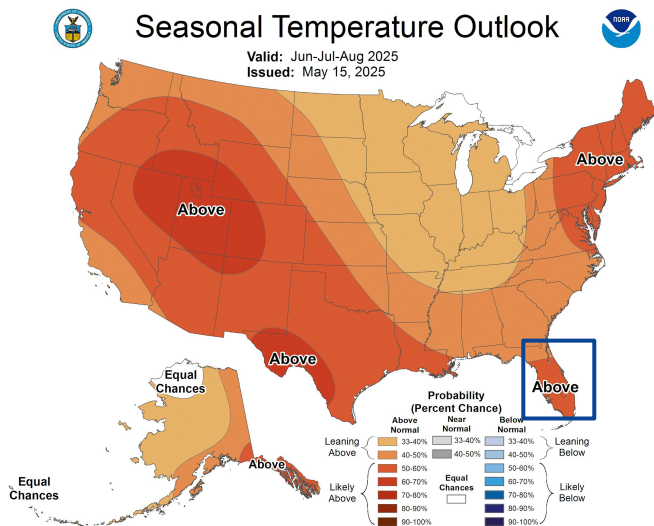 Seasonal Temperature Outlook
NOAA
Valid: Jun-Jul-Aug 2025
Issued: May 15, 2025
Above
Above
Above
Above
Equal
Chances
Above
Equal
Chances
Probability
(Percent Chance)
Above
Normal
Near
Normal
Below
Normal
Leaning
Above
33-40%
40-50%
33-40%
40-50%
33-40%
40-50%
Leaning
Below
Likely
Above
50-60%
60-70%
70-80%
80-90%
90-100%
Equal
Chances
50-60%
60-70%
70-80%
80-90%
90-100%
Likely
Below